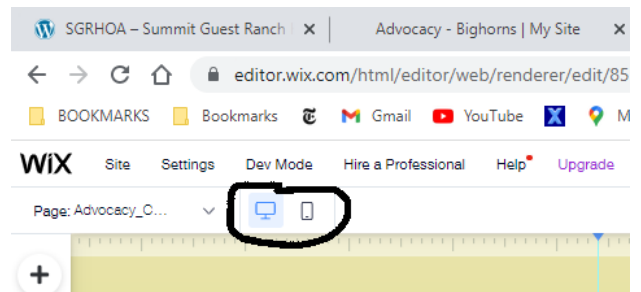 SGRHOA – Summit Guest Ranch Advocacy - Bighorns | My Site
editor.wix.com/html/editor/web/renderer/edit/85
BOOKMARKS Bookmarks Gmail YouTube X M
WiX Site Settings Dev Mode Hire a Professional Help Upgrade
Page: Advocacy_C...